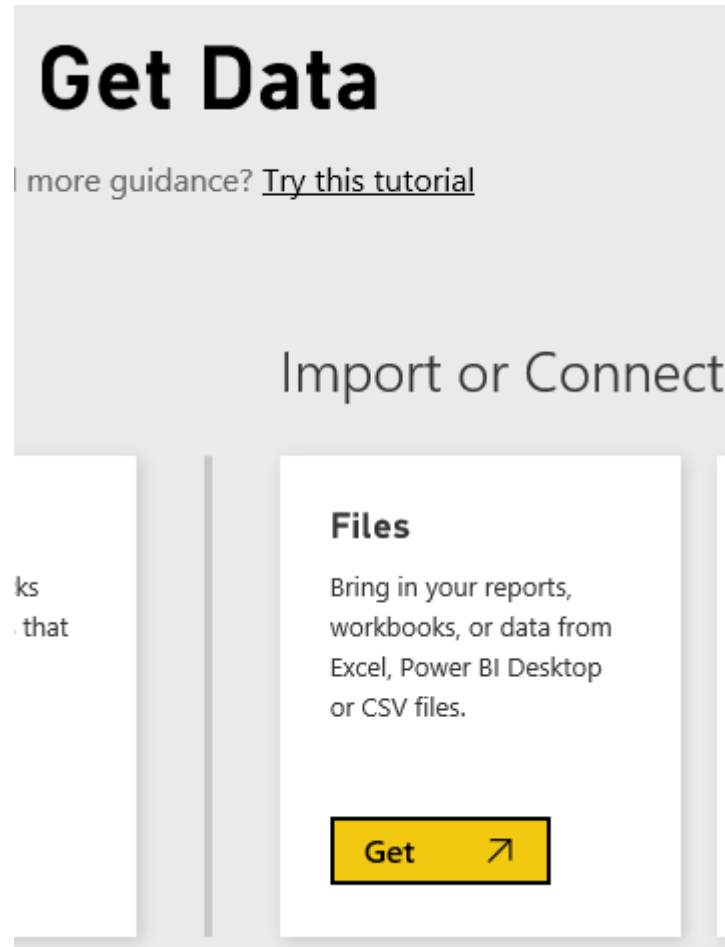 Get Data
more guidance? Try this tutorial
Import or Connect
ks
that
Files
Bring in your reports,
workbooks, or data from
Excel, Power BI Desktop
or CSV files.
Get